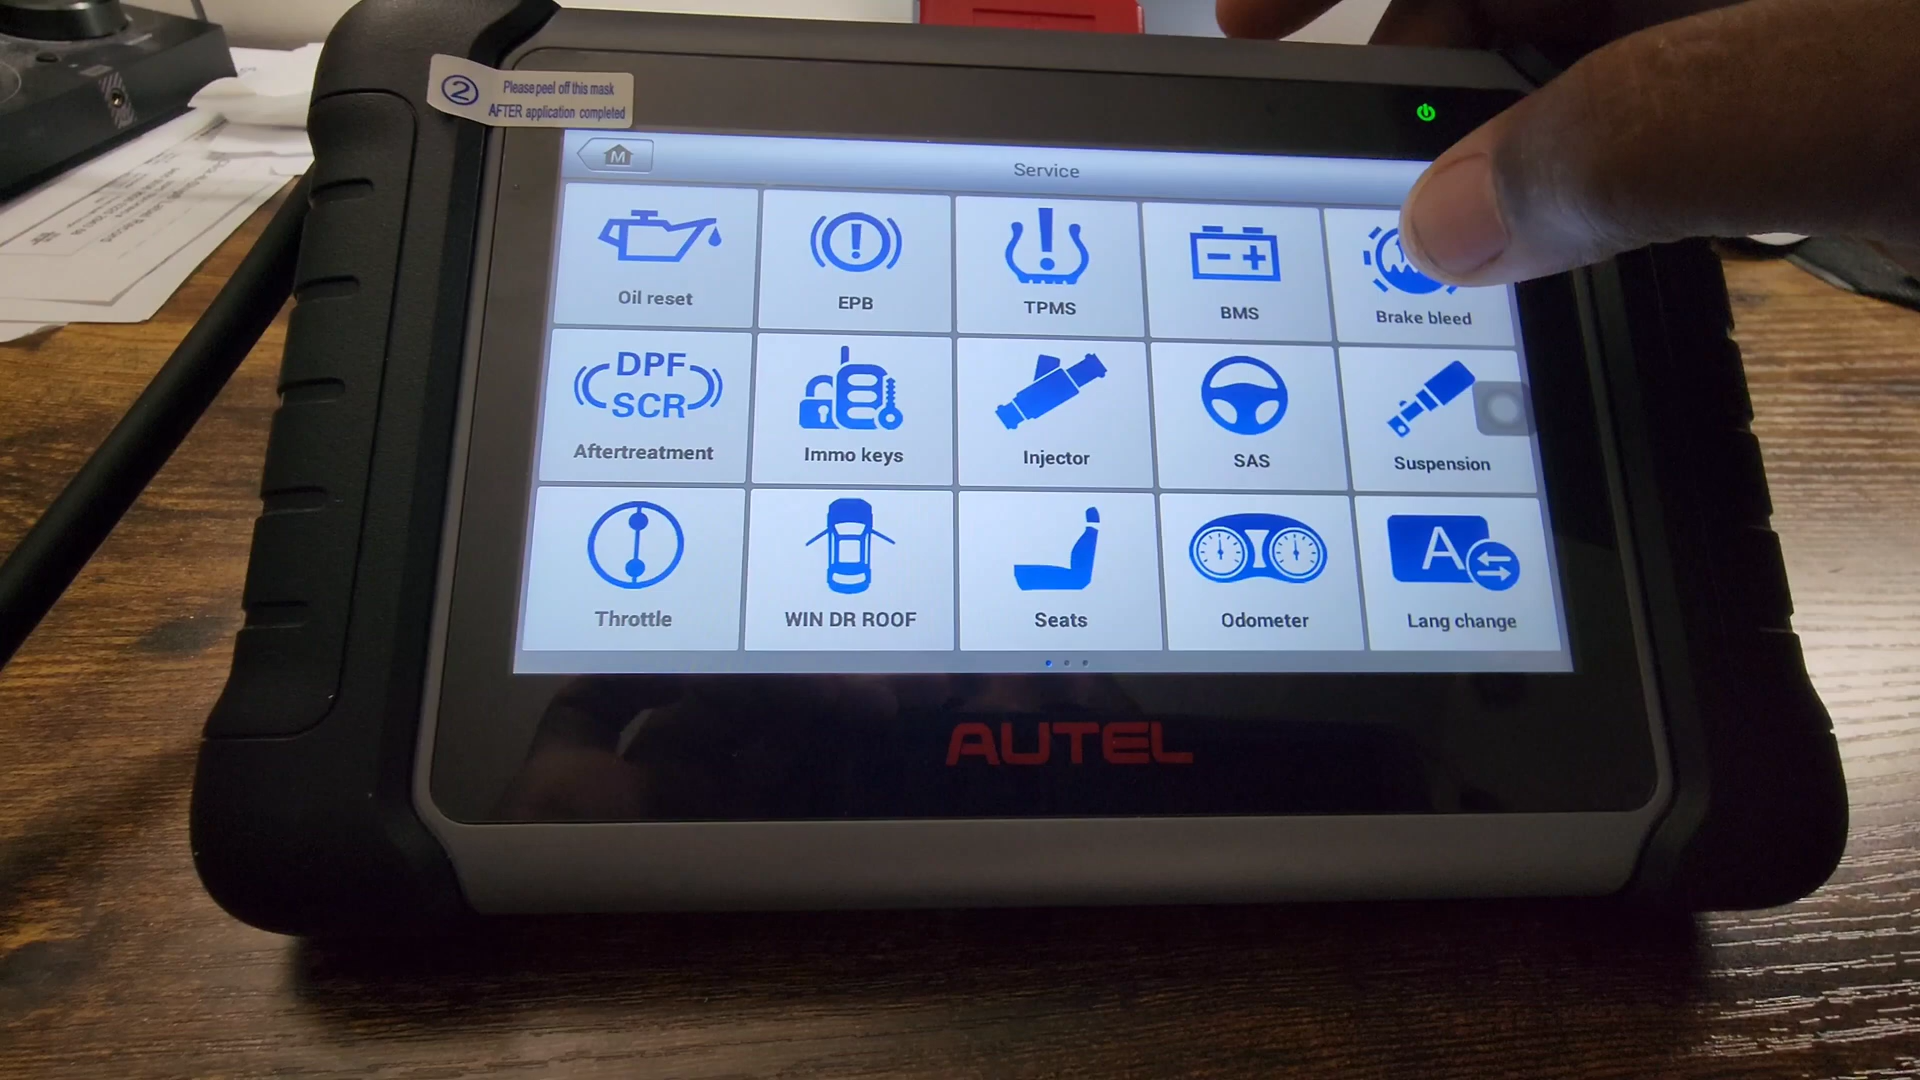 2
Please peel off this mask
AFTER application completed
M
Service
Oil reset
EPB
TPMS
BMS
Brake bleed
DPF
SCR
Aftertreatment
Immo keys
Injector
SAS
Suspension
Throttle
WIN DR ROOF
Seats
Odometer
A
Lang change
AUTEL